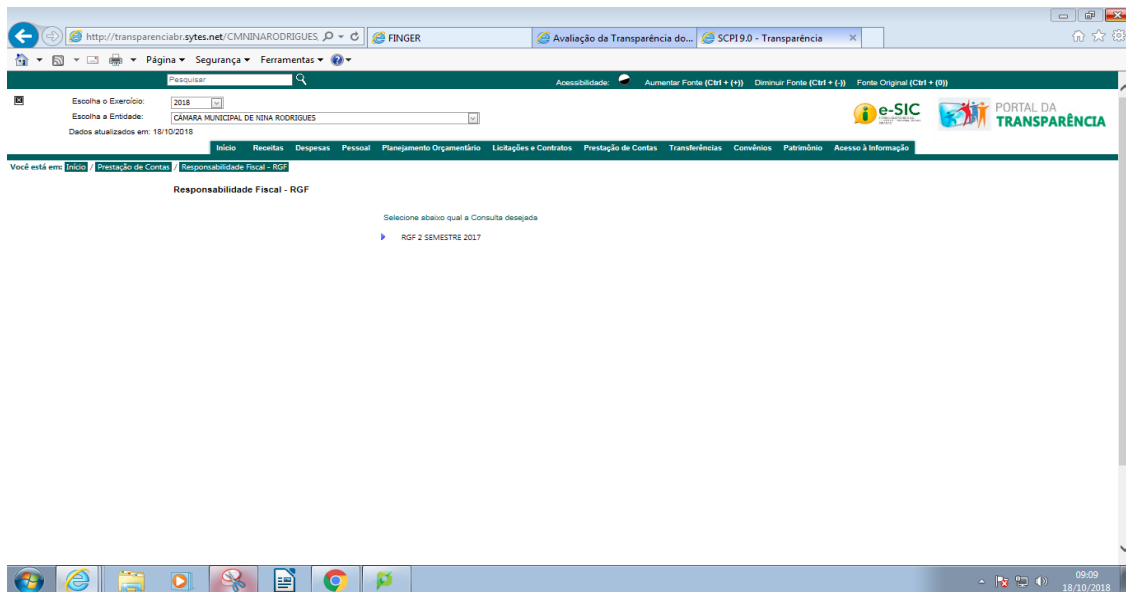 http://transparenciabr.sytes.net/CMNINARODRIGUES
FINGER
Avaliação da Transparência do...
SCPI9.0 - Transparência
Página
Segurança
Ferramentas
Pesquisar
Acessibilidade:
Aumentar Fonte (Ctrl + (+))
Diminuir Fonte (Ctrl + (-))
Fonte Original (Ctrl + (0))
Escolha o Exercício:
2018
Escolha a Entidade:
CÂMARA MUNICIPAL DE NINA RODRIGUES
Dados atualizados em: 18/10/2018
e-SIC
PORTAL DA
TRANSPARÊNCIA
Início Receitas Despesas Pessoal Planejamento Orçamentário Licitações e Contratos Prestação de Contas Transferências Convênios Patrimônio Acesso à Informação
Você está em: Início / Prestação de Contas / Responsabilidade Fiscal - RGF
Responsabilidade Fiscal - RGF
Selecione abaixo qual a Consulta desejada
RGF 2 SEMESTRE 2017
09:09
18/10/2018